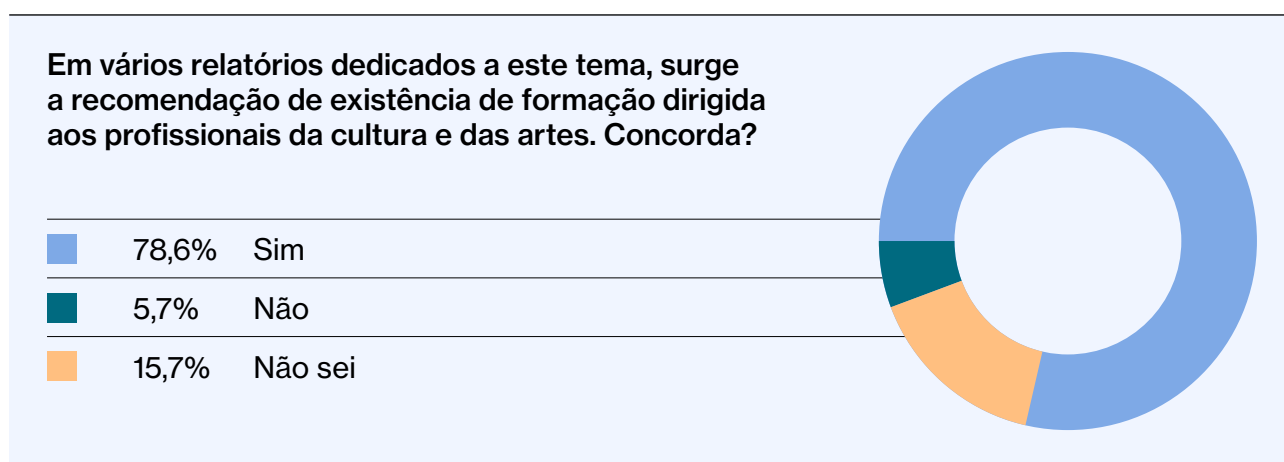 Em vários relatórios dedicados a este tema, surge
a recomendação de existência de formação dirigida
aos profissionais da cultura e das artes. Concorda?
78,6% Sim
5,7% Não
15,7% Não sei